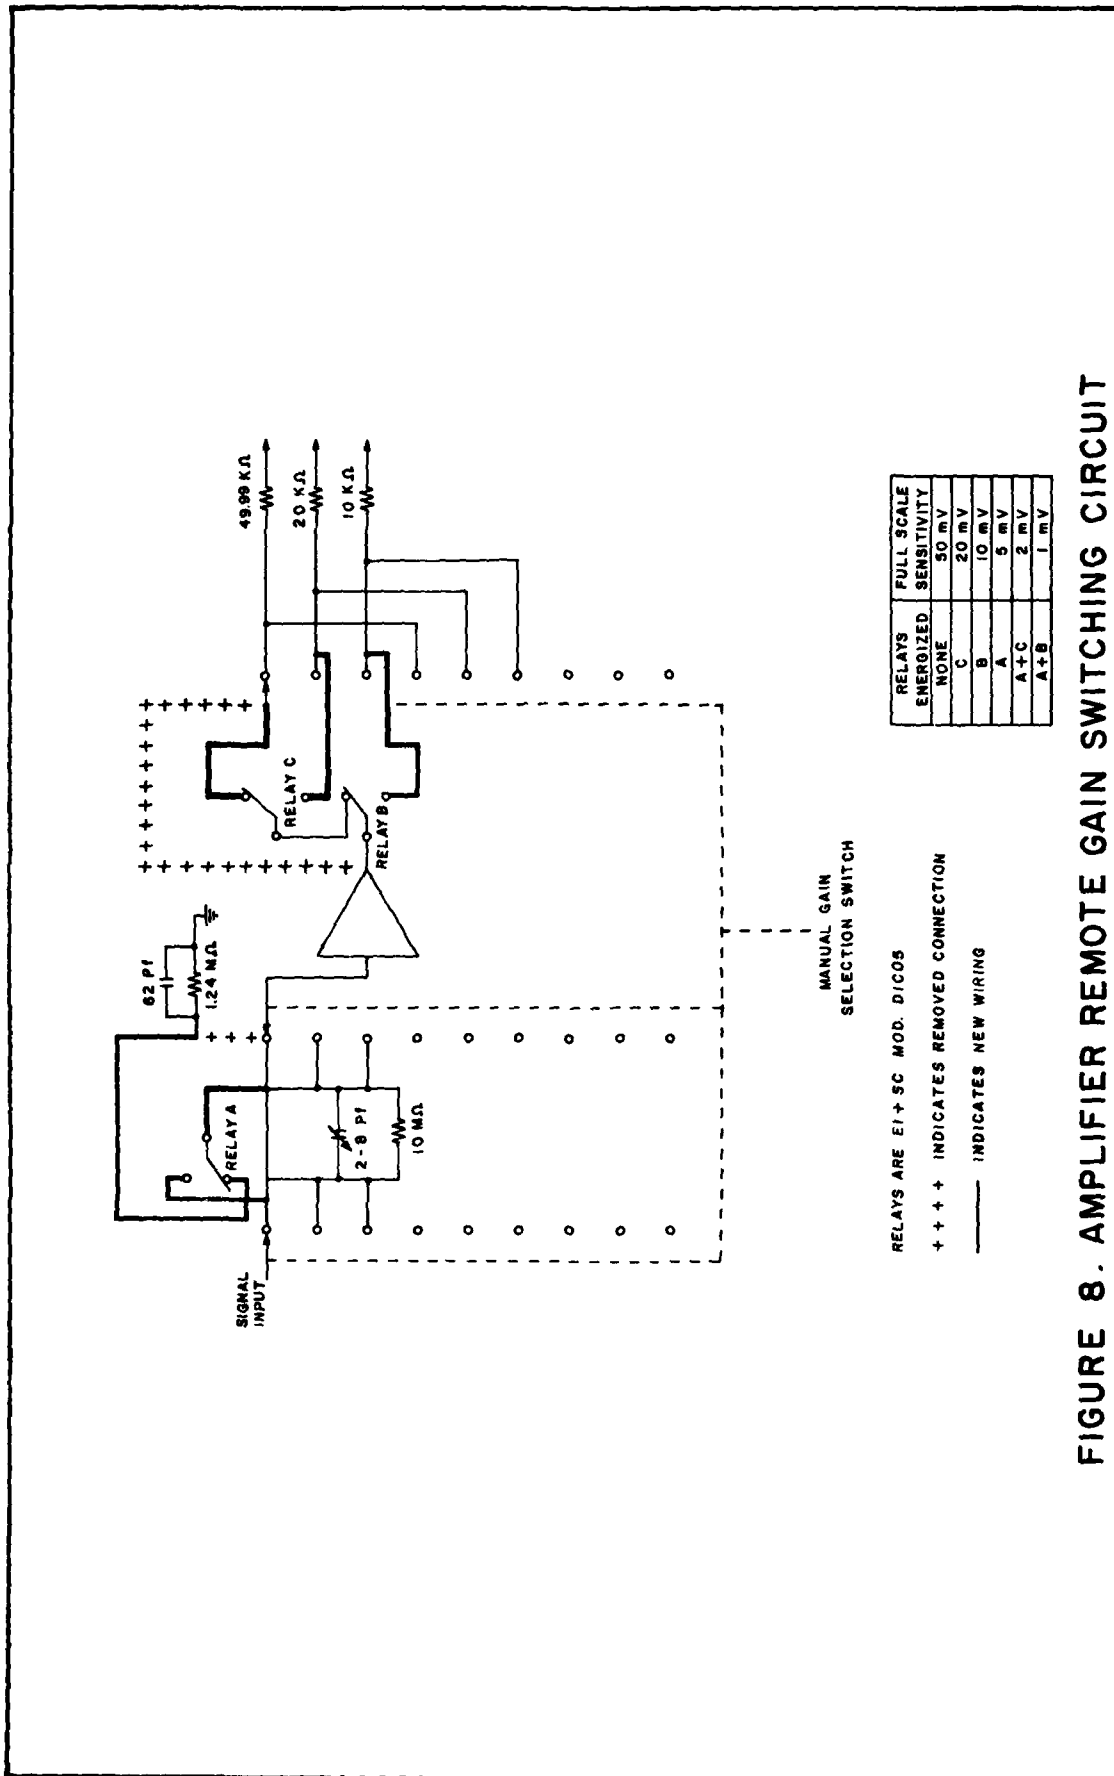 62 Pf
1.24 MΩ
49.99 KΩ
20 KΩ
10 KΩ
RELAY A
RELAY C
RELAY B
SIGNAL
INPUT
2-8 Pf
10 MΩ
MANUAL GAIN
SELECTION SWITCH
RELAYS ARE EI+SC MOD. DICO5
+ + + + INDICATES REMOVED CONNECTION
INDICATES NEW WIRING
RELAYS ENERGIZED FULL SCALE SENSITIVITY
NONE 50 mV
C 20 mV
B 10 mV
A 5 mV
A+C 2 mV
A+B 1 mV
FIGURE 8. AMPLIFIER REMOTE GAIN SWITCHING CIRCUIT